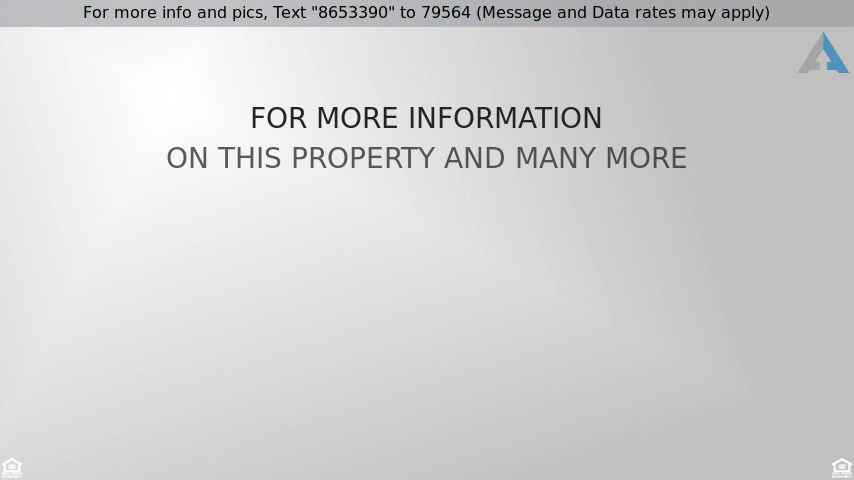 For more info and pics, Text "8653390" to 79564 (Message and Data rates may apply)
FOR MORE INFORMATION
ON THIS PROPERTY AND MANY MORE